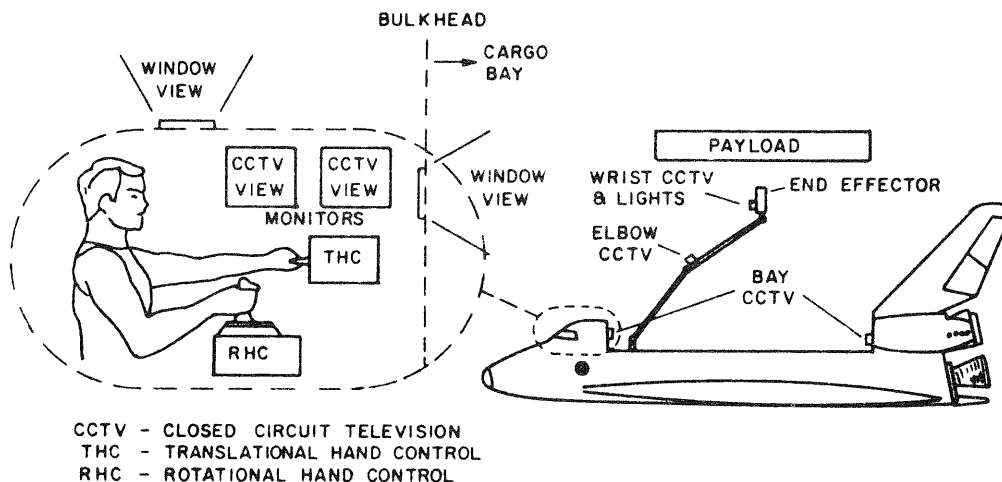 BULKHEAD
CARGO
BAY
WINDOW
VIEW
CCTV
VIEW
CCTV
VIEW
MONITORS
THC
RHC
WINDOW
VIEW
PAYLOAD
WRIST CCTV
& LIGHTS
END EFFECTOR
ELBOW
CCTV
BAY
CCTV
CCTV - CLOSED CIRCUIT TELEVISION
THC - TRANSLATIONAL HAND CONTROL
RHC - ROTATIONAL HAND CONTROL